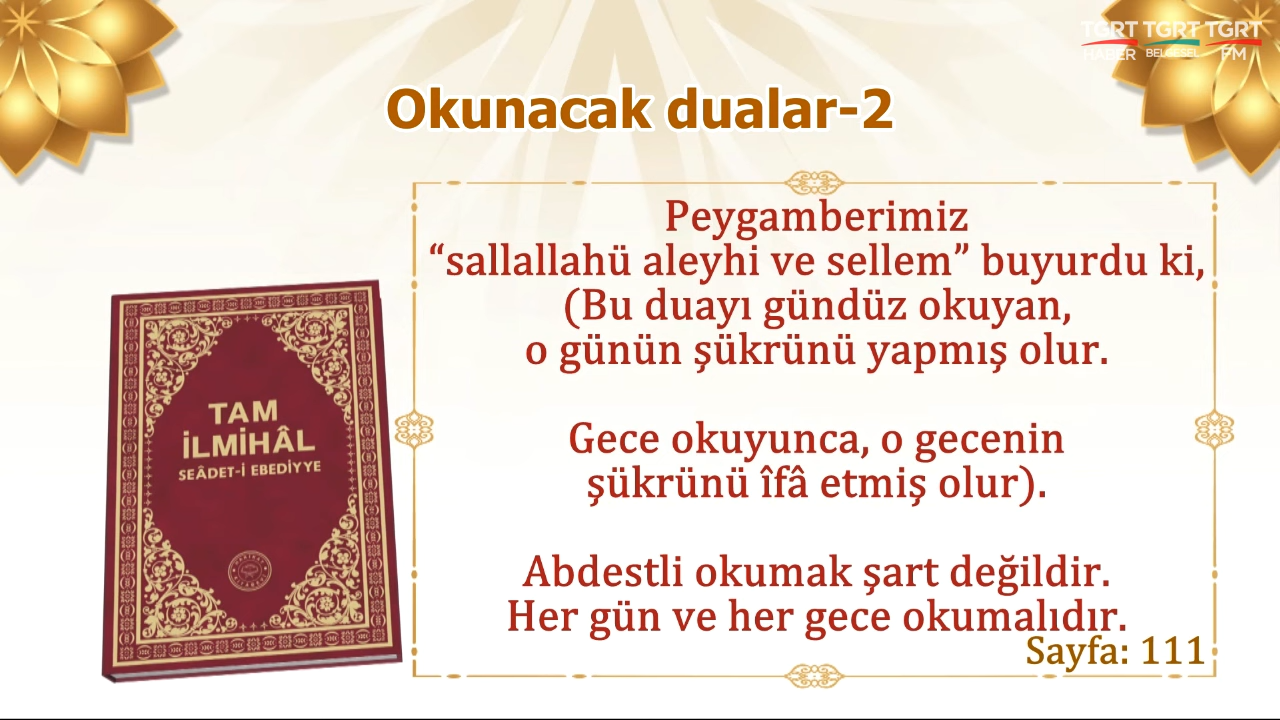 TGRT TGRT TGRT
HABER BELGESEL FM
Okunacak dualar-2
Peygamberimiz
“sallallahü aleyhi ve sellem” buyurdu ki,
(Bu duayı gündüz okuyan,
o günün şükrünü yapmış olur.
Gece okuyunca, o gecenin
şükrünü îfâ etmiş olur).
Abdestli okumak şart değildir.
Her gün ve her gece okumalıdır.
Sayfa: 111
TAM
İLMİHÂL
SEÂDET-İ EBEDİYYE